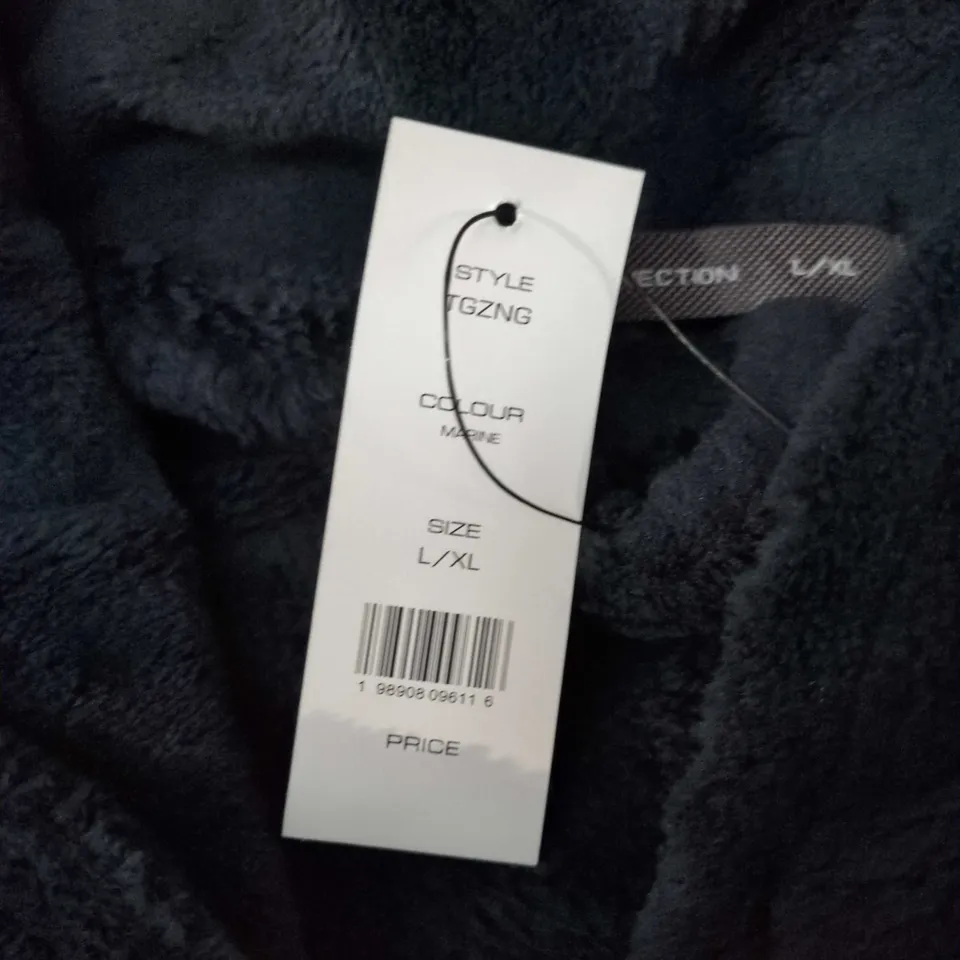 STYLE
TGZNG
ECTION L/XL
COLOUR
MARINE
SIZE
L/XL
1 98908 09611 6
PRICE